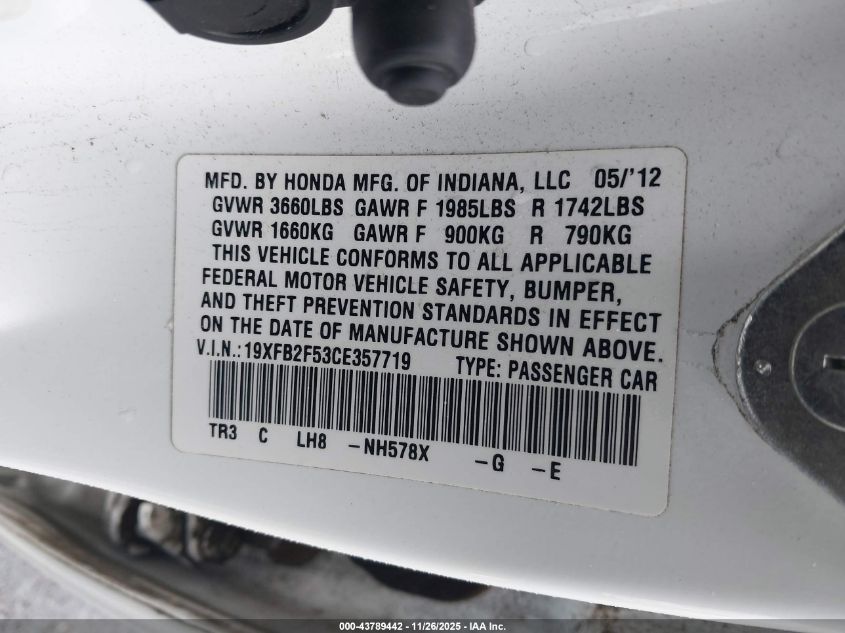 MFD. BY HONDA MFG. OF INDIANA, LLC 05/'12
GVWR 3660LBS GAWR F 1985LBS R 1742LBS
GVWR 1660KG GAWR F 900KG R 790KG
THIS VEHICLE CONFORMS TO ALL APPLICABLE
FEDERAL MOTOR VEHICLE SAFETY, BUMPER,
AND THEFT PREVENTION STANDARDS IN EFFECT
ON THE DATE OF MANUFACTURE SHOWN ABOVE.
V.I.N.:19XFB2F53CE357719 TYPE: PASSENGER CAR
TR3 C LH8 -NH578X -G -E
000-43789442 - 11/26/2025 - IAA Inc.